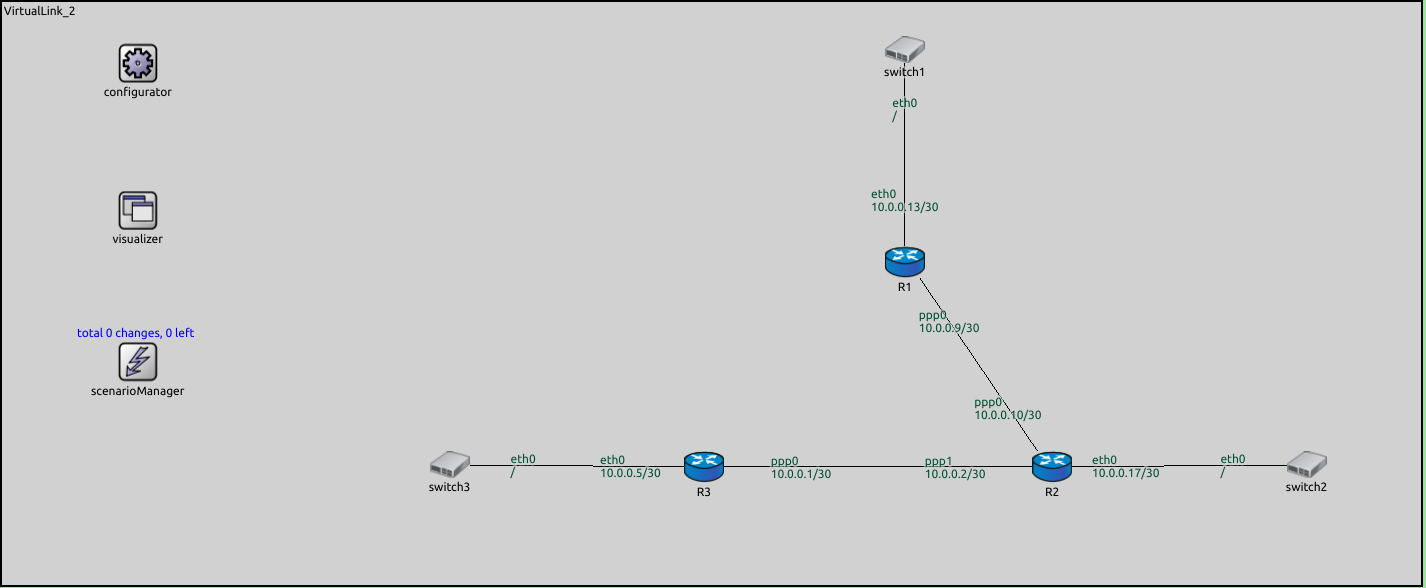 VirtualLink_2
configurator
visualizer
total 0 changes, 0 left
scenarioManager
switch1
eth0
/
eth0
10.0.0.13/30
R1
ppp0
10.0.0.9/30
ppp0
10.0.0.10/30
switch3
eth0
/
eth0
10.0.0.5/30
R3
ppp0
10.0.0.1/30
ppp1
10.0.0.2/30
R2
eth0
10.0.0.17/30
eth0
/
switch2